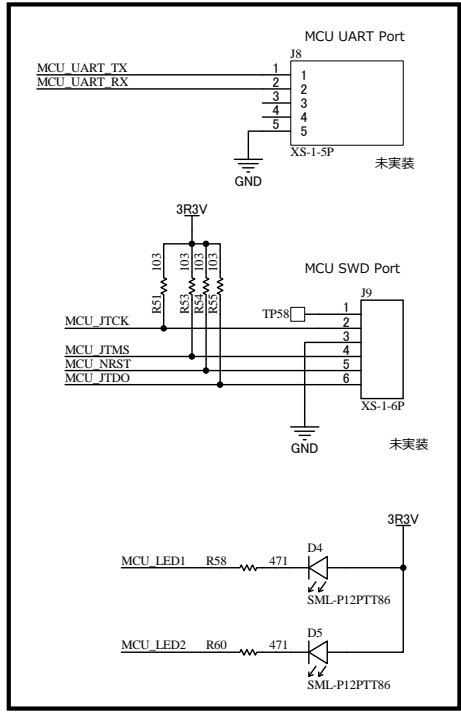 MCU UART Port
J8
MCU_UART_TX 1 1
MCU_UART_RX 2 2
3 3
4 4
5 5
XS-1-5P
未実装
GND
3R3V
103 103 103 103
R51 R53 R54 R55
MCU SWD Port
J9
TP58 1
MCU_JTCK 2
3
MCU_JTMS 4
MCU_NRST 5
MCU_JTDO 6
XS-1-6P
GND
未実装
3R3V
D4
MCU_LED1 R58 471
SML-P12PTT86
D5
MCU_LED2 R60 471
SML-P12PTT86